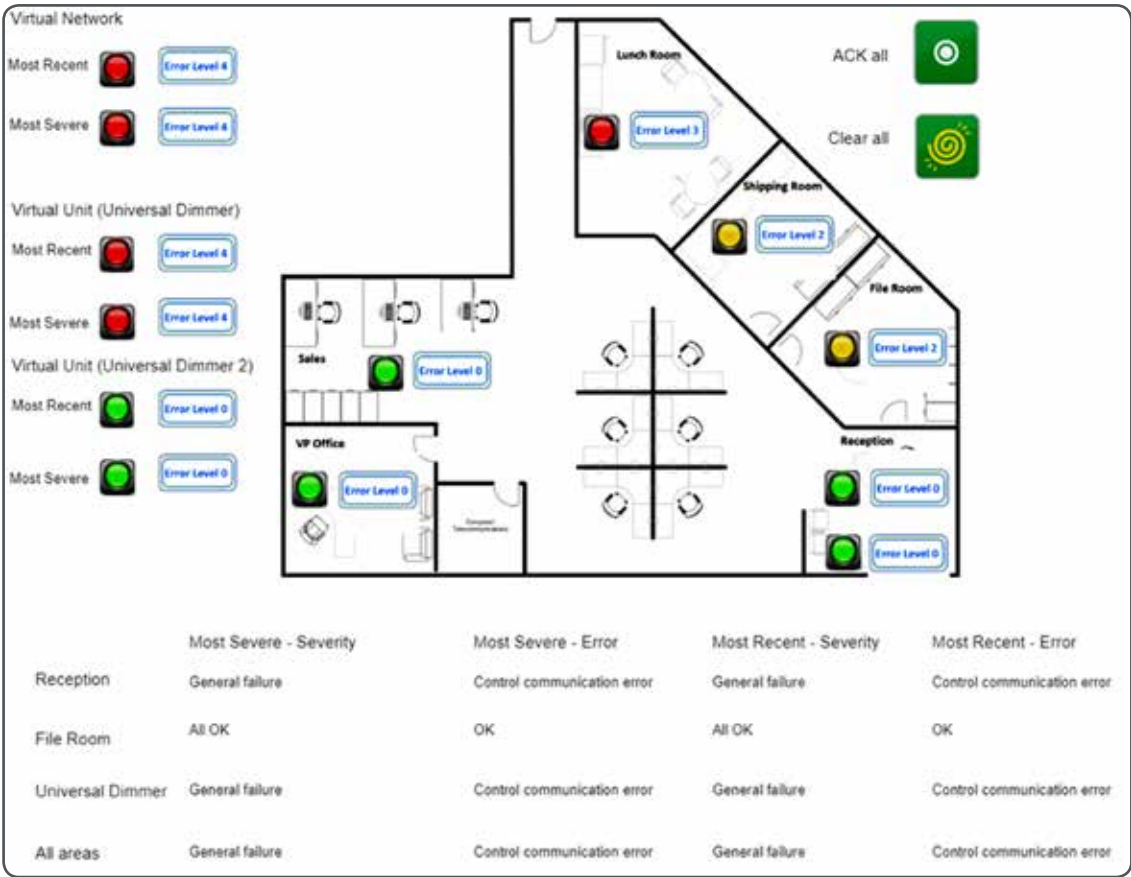 Virtual Network
Most Recent
Error Level 4
Most Severe
Error Level 4
Virtual Unit (Universal Dimmer)
Most Recent
Error Level 4
Most Severe
Error Level 4
Virtual Unit (Universal Dimmer 2)
Most Recent
Error Level 0
Most Severe
Error Level 0
Lunch Room
Error Level 3
Shipping Room
Error Level 2
File Room
Error Level 2
Sales
Error Level 0
VP Office
Error Level 0
Reception
Error Level 0
Error Level 0
ACK all
Clear all
Most Severe - Severity Most Severe - Error Most Recent - Severity Most Recent - Error
Reception General failure Control communication error General failure Control communication error
File Room All OK OK All OK OK
Universal Dimmer General failure Control communication error General failure Control communication error
All areas General failure Control communication error General failure Control communication error